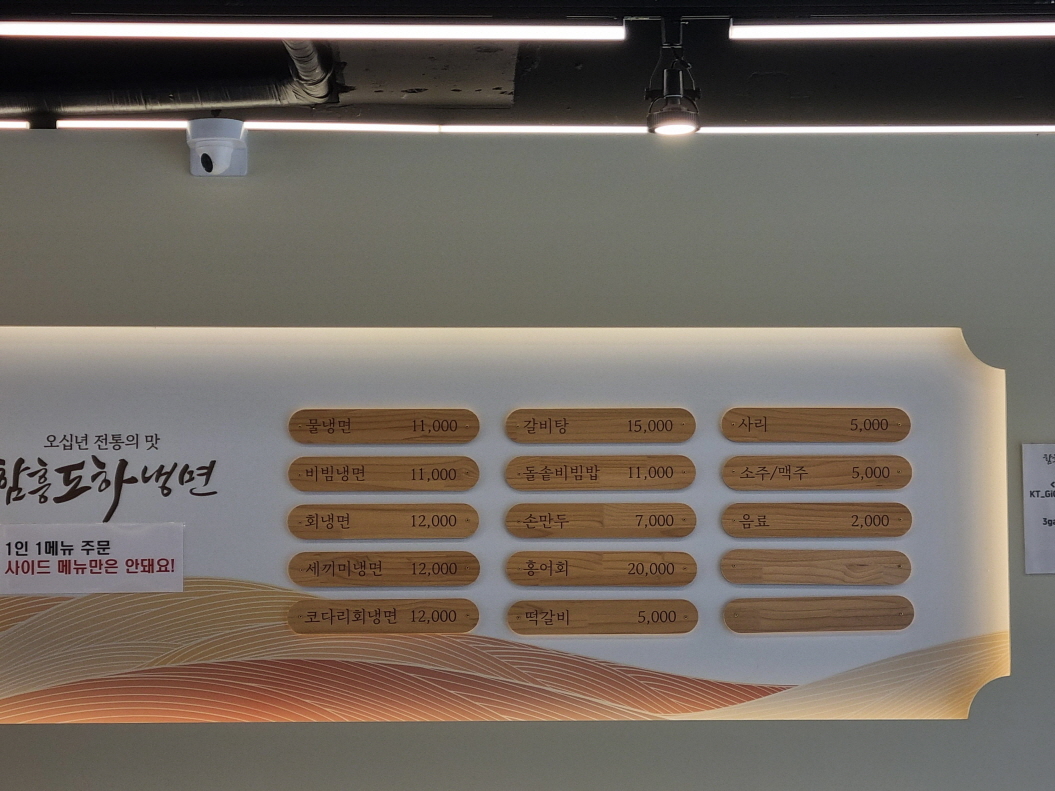 오십년 전통의 맛
함흥도하냉면
1인 1메뉴 주문
사이드 메뉴만은 안돼요!
물냉면 11,000
비빔냉면 11,000
회냉면 12,000
세끼미냉면 12,000
코다리회냉면 12,000
갈비탕 15,000
돌솥비빔밥 11,000
손만두 7,000
홍어회 20,000
떡갈비 5,000
사리 5,000
소주/맥주 5,000
음료 2,000